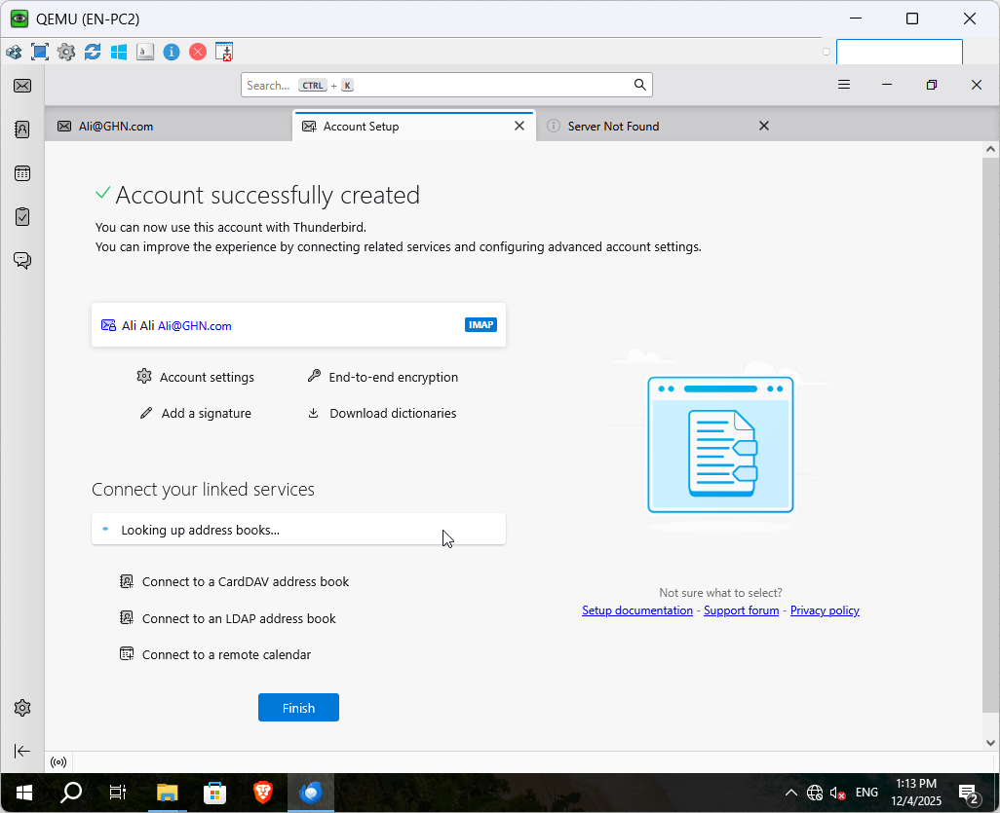 QEMU (EN-PC2)
Search... CTRL + K
Ali@GHN.com
Account Setup
Server Not Found
Account successfully created
You can now use this account with Thunderbird.
You can improve the experience by connecting related services and configuring advanced account settings.
Ali Ali Ali@GHN.com
IMAP
Account settings
End-to-end encryption
Add a signature
Download dictionaries
Connect your linked services
Looking up address books...
Connect to a CardDAV address book
Connect to an LDAP address book
Connect to a remote calendar
Finish
Not sure what to select?
Setup documentation - Support forum - Privacy policy
ENG
1:13 PM
12/4/2025
2